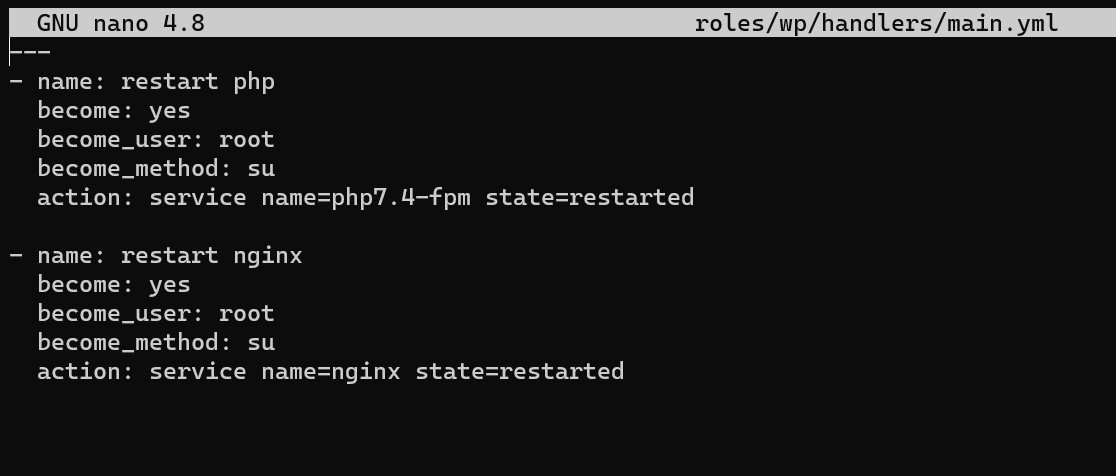 GNU nano 4.8 roles/wp/handlers/main.yml
---
- name: restart php
  become: yes
  become_user: root
  become_method: su
  action: service name=php7.4-fpm state=restarted

- name: restart nginx
  become: yes
  become_user: root
  become_method: su
  action: service name=nginx state=restarted